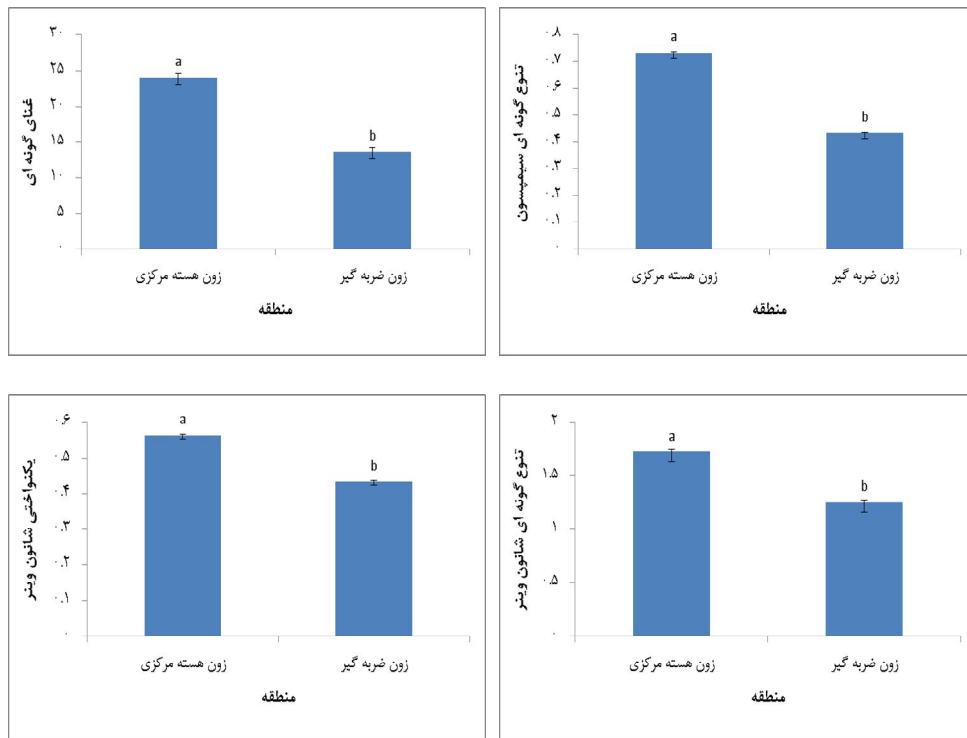 غنای گونه ای
۳۰
۲۵
۲۰
۱۵
۱۰
۵
۰
a
b
زون هسته مرکزی
زون ضربه گیر
منطقه
تنوع گونه ای سیمپسون
۰.۸
۰.۷
۰.۶
۰.۵
۰.۴
۰.۳
۰.۲
۰.۱
۰
a
b
زون هسته مرکزی
زون ضربه گیر
منطقه
یکنواختی شانون وینر
۰.۶
۰.۵
۰.۴
۰.۳
۰.۲
۰.۱
۰
a
b
زون هسته مرکزی
زون ضربه گیر
منطقه
تنوع گونه ای شانون وینر
۲
۱.۵
۱
۰.۵
۰
a
b
زون هسته مرکزی
زون ضربه گیر
منطقه